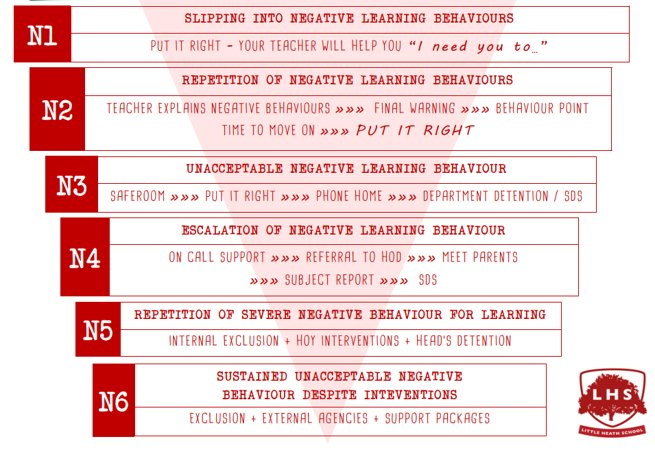 N1
SLIPPING INTO NEGATIVE LEARNING BEHAVIOURS
PUT IT RIGHT – YOUR TEACHER WILL HELP YOU “I need you to…”
N2
REPETITION OF NEGATIVE LEARNING BEHAVIOURS
TEACHER EXPLAINS NEGATIVE BEHAVIOURS »»» FINAL WARNING »»» BEHAVIOUR POINT
TIME TO MOVE ON »»» PUT IT RIGHT
N3
UNACCEPTABLE NEGATIVE LEARNING BEHAVIOUR
SAFEROOM »»» PUT IT RIGHT »»» PHONE HOME »»» DEPARTMENT DETENTION / SDS
N4
ESCALATION OF NEGATIVE LEARNING BEHAVIOUR
ON CALL SUPPORT »»» REFERRAL TO HOD »»» MEET PARENTS
»»» SUBJECT REPORT »»» SDS
N5
REPETITION OF SEVERE NEGATIVE BEHAVIOUR FOR LEARNING
INTERNAL EXCLUSION + HOY INTERVENTIONS + HEAD'S DETENTION
N6
SUSTAINED UNACCEPTABLE NEGATIVE
BEHAVIOUR DESPITE INTEVENTIONS
EXCLUSION + EXTERNAL AGENCIES + SUPPORT PACKAGES
LHS
LITTLE HEATH SCHOOL